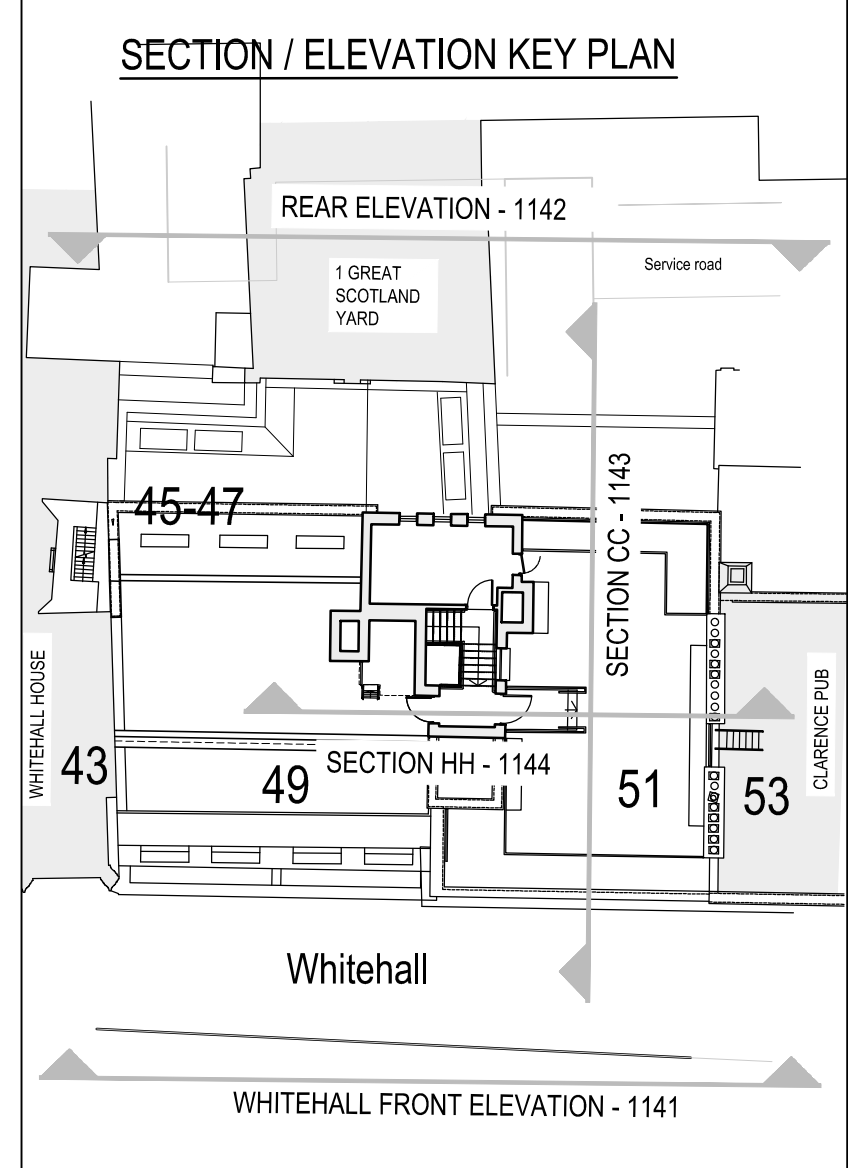 SECTION / ELEVATION KEY PLAN
REAR ELEVATION - 1142
Service road
1 GREAT
SCOTLAND
YARD
45-47
SECTION CC - 1143
WHITEHALL HOUSE
43
49
SECTION HH - 1144
51
53
CLARENCE PUB
Whitehall
WHITEHALL FRONT ELEVATION - 1141